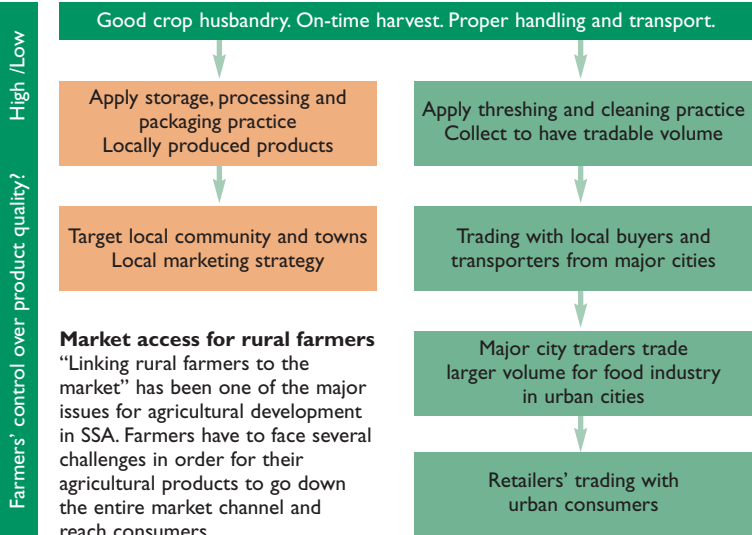 Good crop husbandry. On-time harvest. Proper handling and transport.
Farmers' control over product quality? High /Low
Apply storage, processing and
packaging practice
Locally produced products
Target local community and towns
Local marketing strategy
Apply threshing and cleaning practice
Collect to have tradable volume
Trading with local buyers and
transporters from major cities
Major city traders trade
larger volume for food industry
in urban cities
Retailers' trading with
urban consumers
Market access for rural farmers
“Linking rural farmers to the
market” has been one of the major
issues for agricultural development
in SSA. Farmers have to face several
challenges in order for their
agricultural products to go down
the entire market channel and
reach consumers